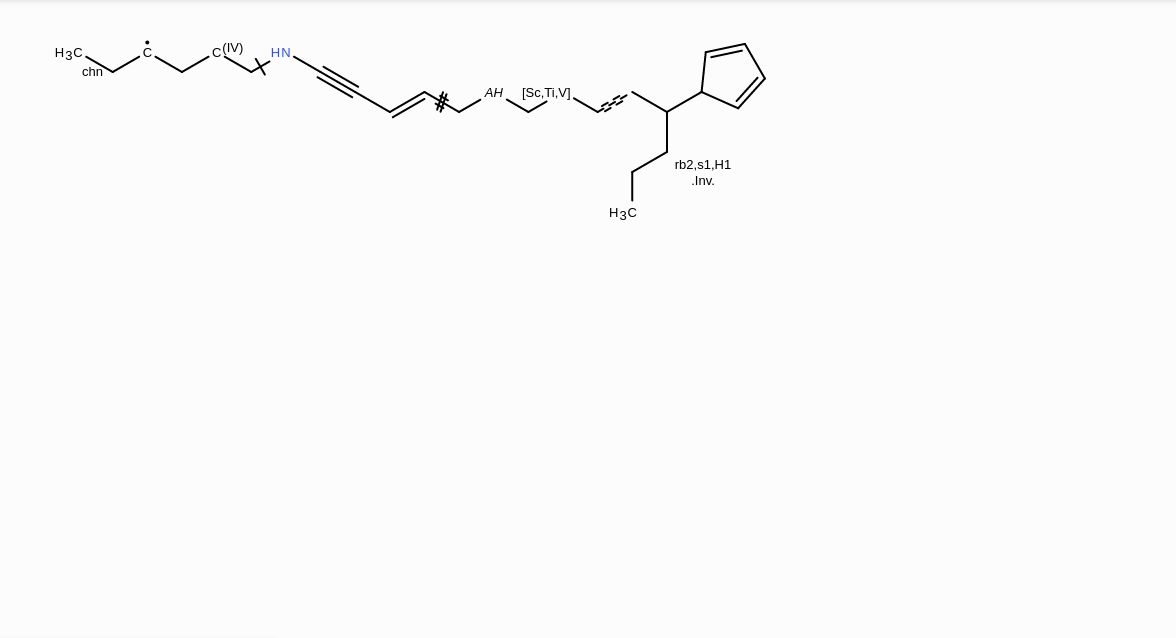 H3C
chn
C
C(IV)
HN
AH
[Sc,Ti,V]
rb2,s1,H1
.Inv.
H3C